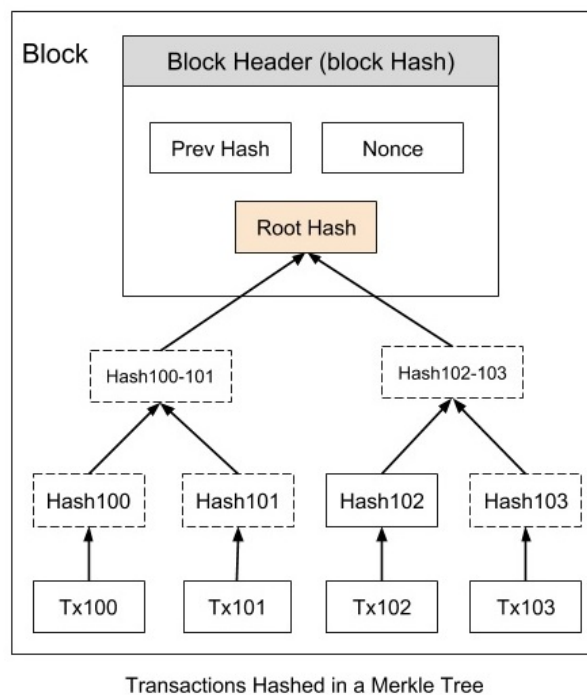 Block
Block Header (block Hash)
Prev Hash
Nonce
Root Hash
Hash100-101
Hash102-103
Hash100
Hash101
Hash102
Hash103
Tx100
Tx101
Tx102
Tx103
Transactions Hashed in a Merkle Tree